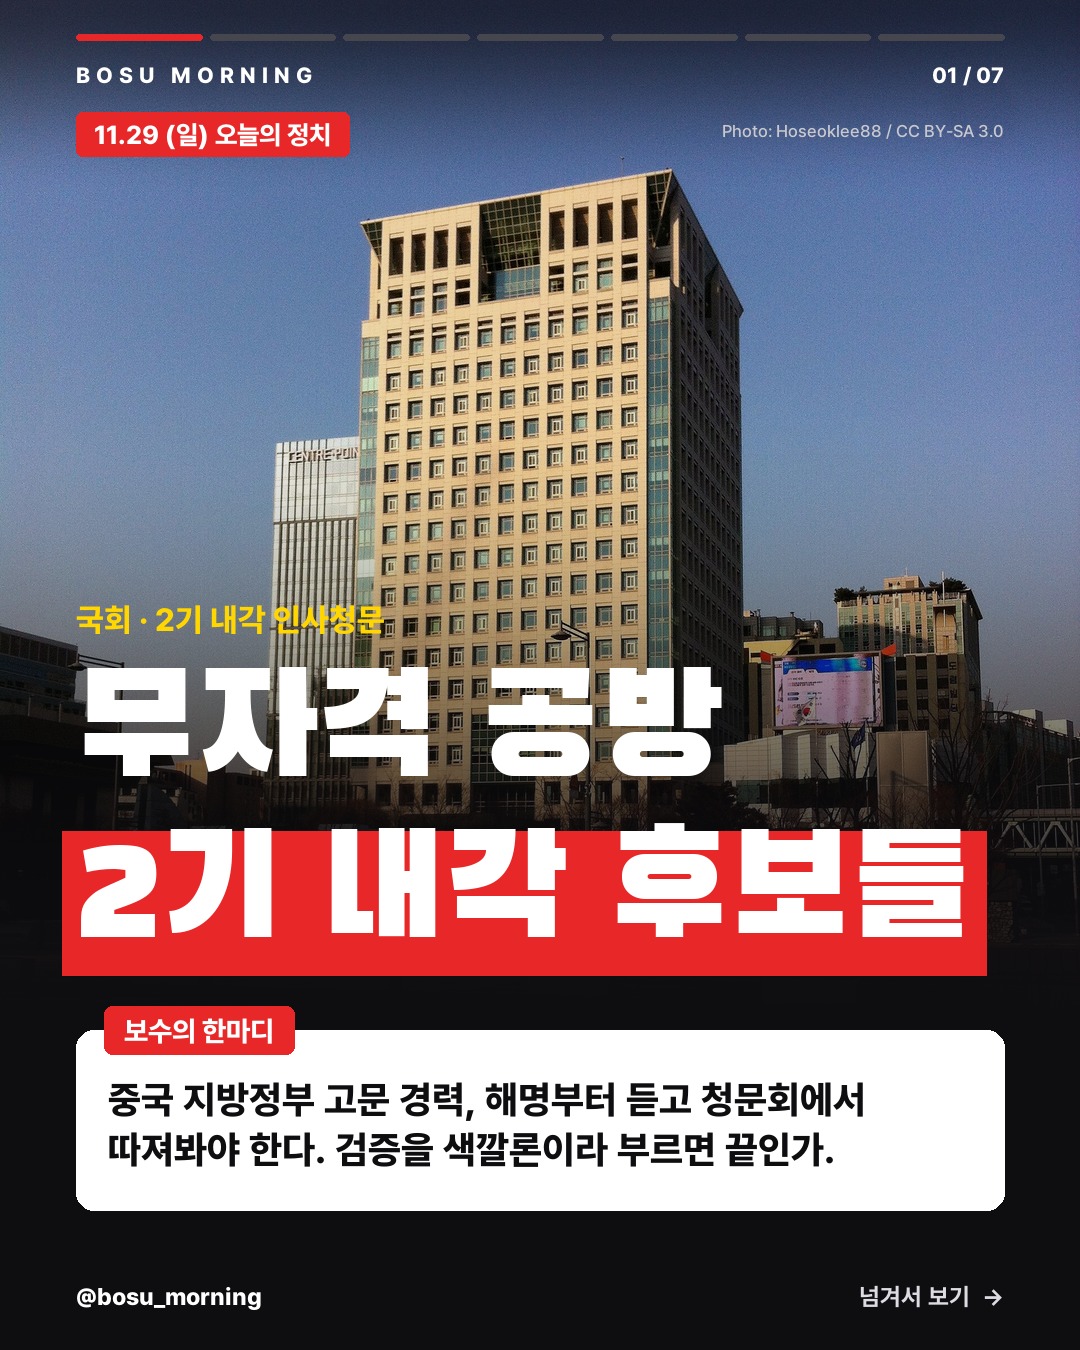 BOSU MORNING
01 / 07
11.29 (일) 오늘의 정치
Photo: Hoseoklee88 / CC BY-SA 3.0
CENTRE-POIN
국회 · 2기 내각 인사청문
부자격 공방
2기 내각 후보들
보수의 한마디
중국 지방정부 고문 경력, 해명부터 듣고 청문회에서
따져봐야 한다. 검증을 색깔론이라 부르면 끝인가.
@bosu_morning
넘겨서 보기 →